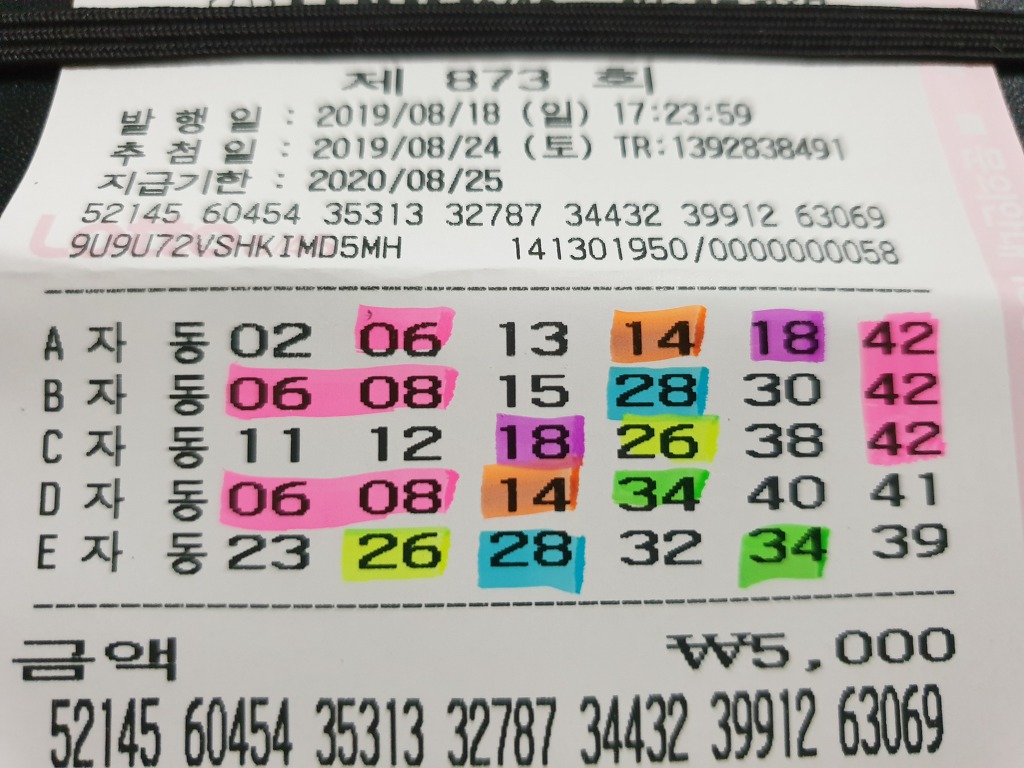 제 873 회
발 행 일 : 2019/08/18 (일) 17:23:59
추 첨 일 : 2019/08/24 (토) TR:1392838491
지급기한 : 2020/08/25
52145 60454 35313 32787 34432 39912 63069
9U9U72VSHKIMD5MH 141301950/0000000058
A 자 동 02 06 13 14 18 42
B 자 동 06 08 15 28 30 42
C 자 동 11 12 18 26 38 42
D 자 동 06 08 14 34 40 41
E 자 동 23 26 28 32 34 39
금액 ₩5,000
52145 60454 35313 32787 34432 39912 63069